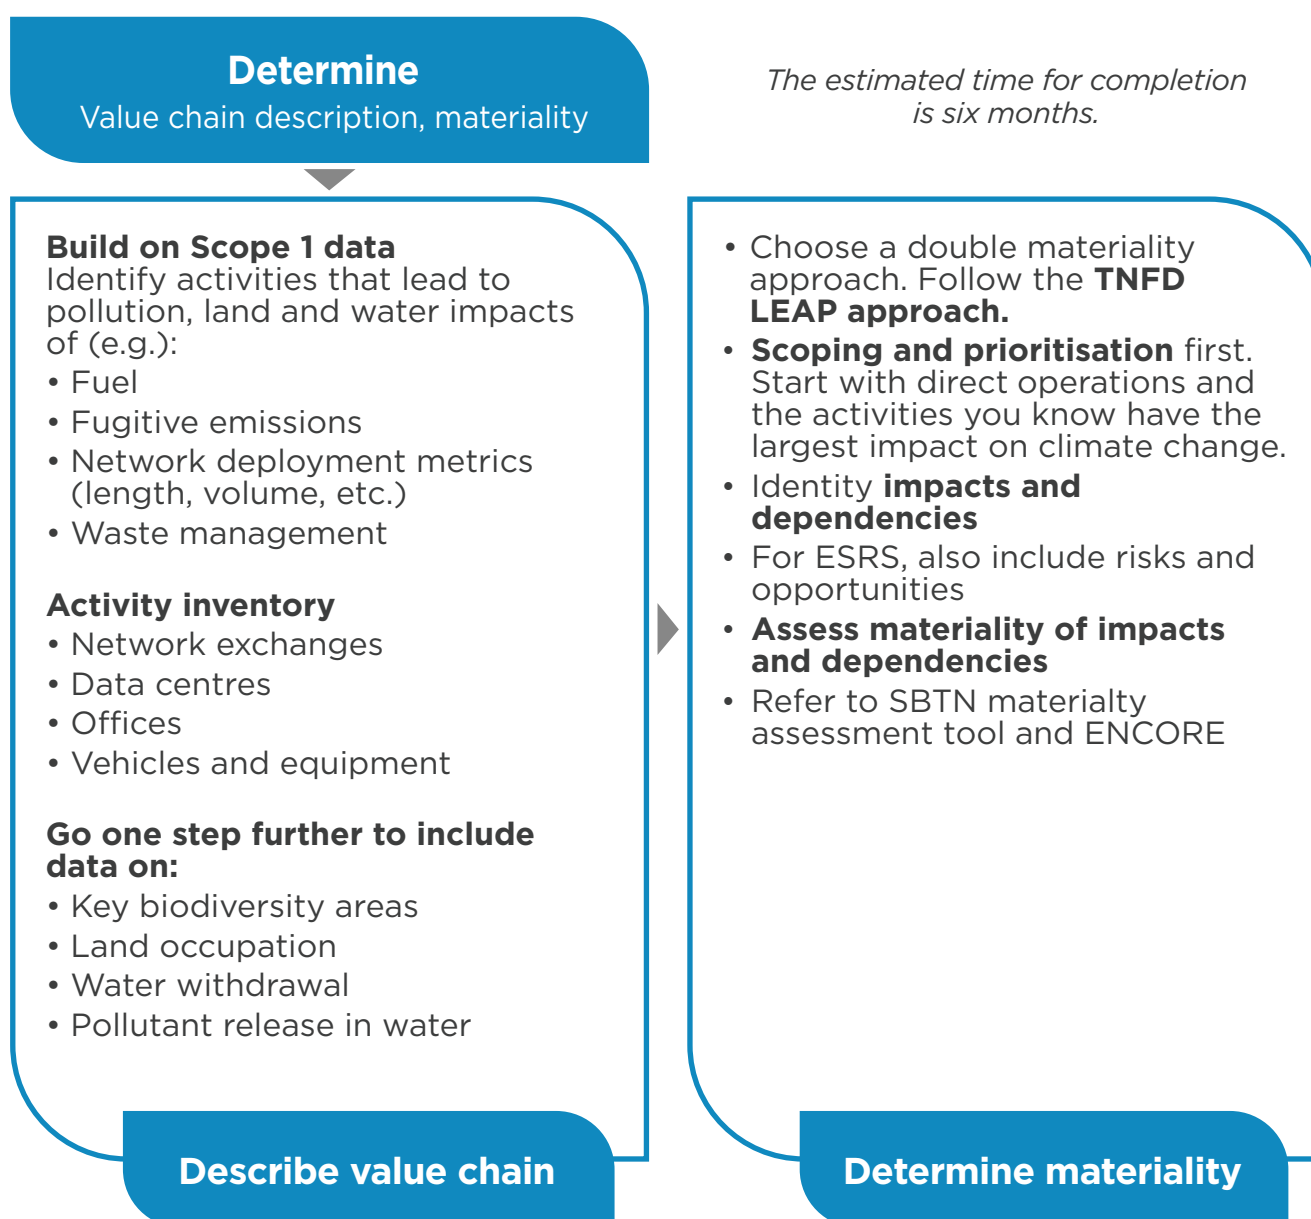 Determine
Value chain description, materiality
The estimated time for completion
is six months.
Build on Scope 1 data
Identify activities that lead to
pollution, land and water impacts
of (e.g.):
• Fuel
• Fugitive emissions
• Network deployment metrics
(length, volume, etc.)
• Waste management
Activity inventory
• Network exchanges
• Data centres
• Offices
• Vehicles and equipment
Go one step further to include
data on:
• Key biodiversity areas
• Land occupation
• Water withdrawal
• Pollutant release in water
Describe value chain
• Choose a double materiality
approach. Follow the TNFD
LEAP approach.
• Scoping and prioritisation first.
Start with direct operations and
the activities you know have the
largest impact on climate change.
• Identity impacts and
dependencies
• For ESRS, also include risks and
opportunities
• Assess materiality of impacts
and dependencies
• Refer to SBTN materialty
assessment tool and ENCORE
Determine materiality